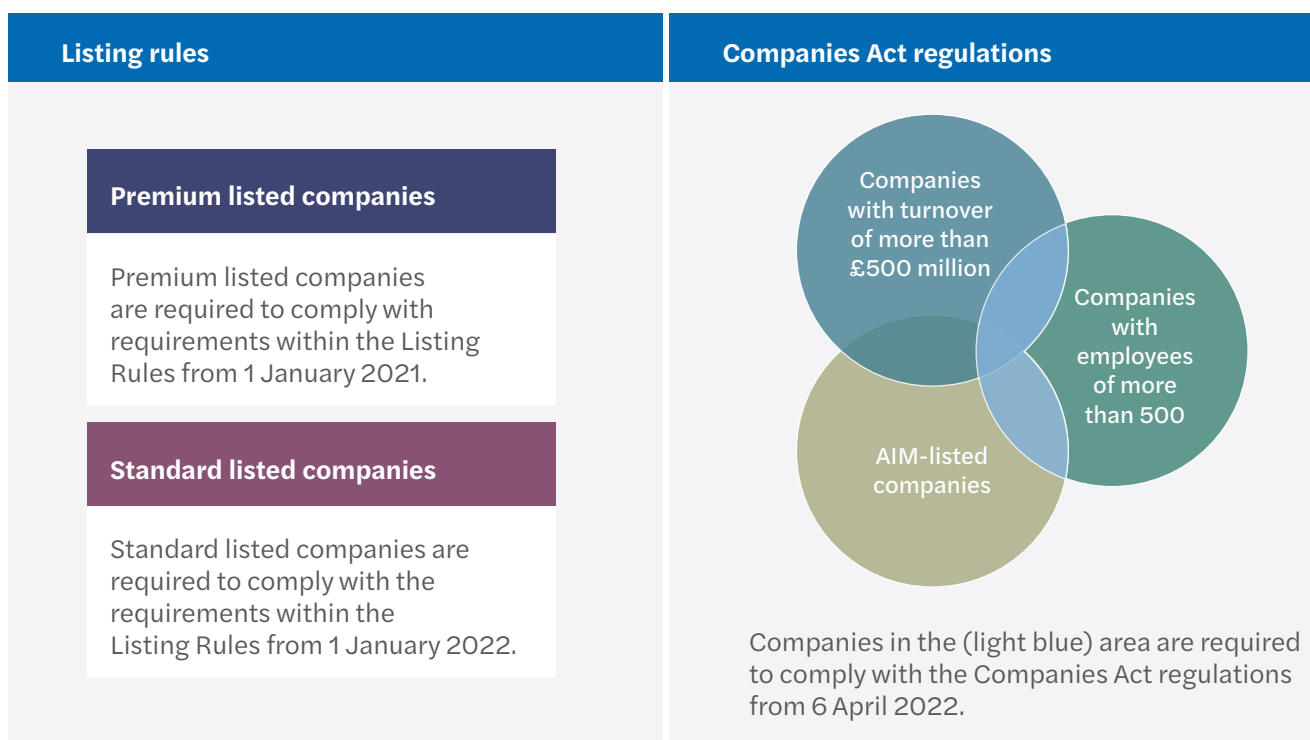 Listing rules
Premium listed companies
Premium listed companies
are required to comply with
requirements within the Listing
Rules from 1 January 2021.
Standard listed companies
Standard listed companies are
required to comply with the
requirements within the
Listing Rules from 1 January 2022.
Companies Act regulations
Companies
with turnover
of more than
£500 million
Companies
with
employees
of more
than 500
AIM-listed
companies
Companies in the (light blue) area are required
to comply with the Companies Act regulations
from 6 April 2022.